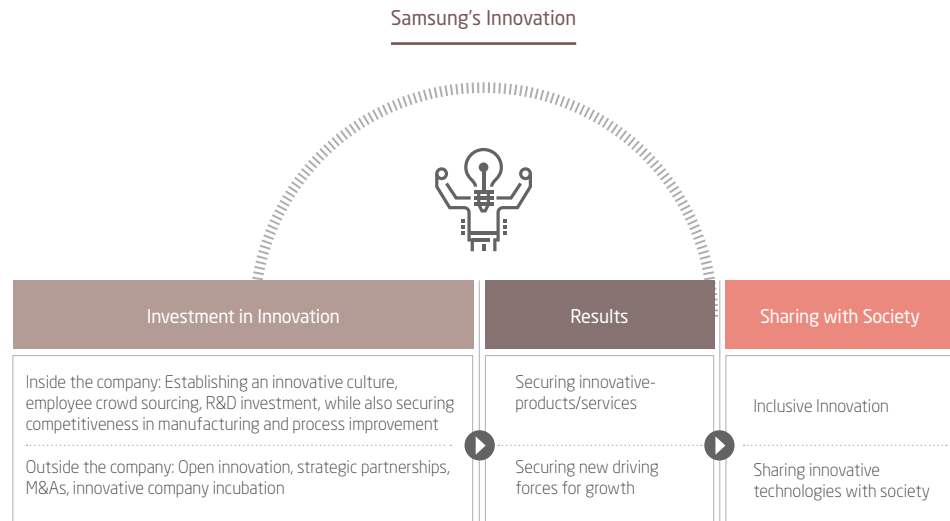 Samsung's Innovation
Investment in Innovation
Results
Sharing with Society
Inside the company: Establishing an innovative culture,
employee crowd sourcing, R&D investment, while also securing
competitiveness in manufacturing and process improvement
Outside the company: Open innovation, strategic partnerships,
M&As, innovative company incubation
Securing innovative-
products/services
Securing new driving
forces for growth
Inclusive Innovation
Sharing innovative
technologies with society